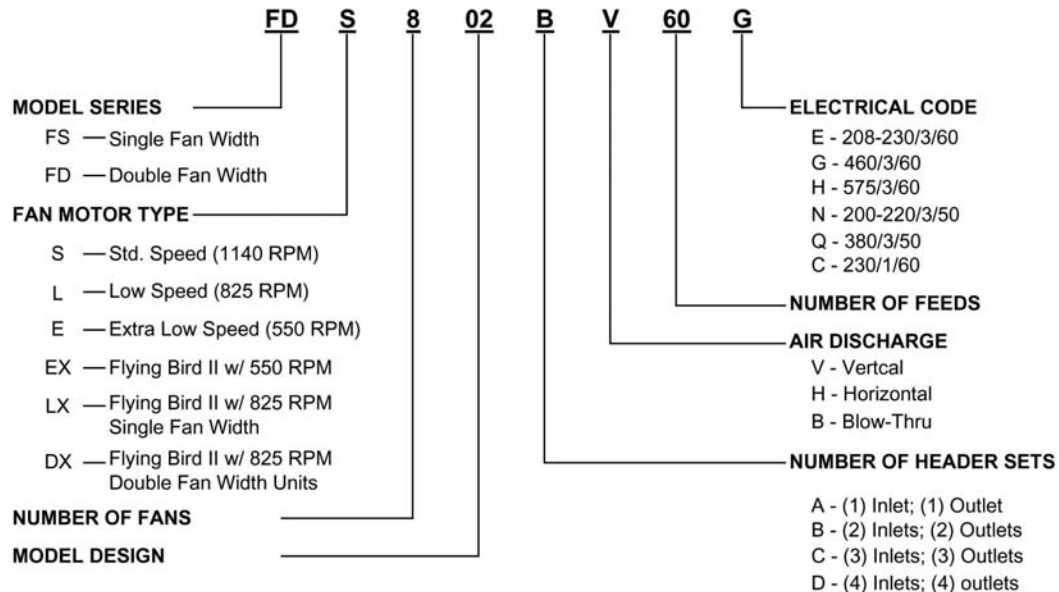 FD S 8 02 B V 60 G
MODEL SERIES
FS — Single Fan Width
FD — Double Fan Width
FAN MOTOR TYPE
S — Std. Speed (1140 RPM)
L — Low Speed (825 RPM)
E — Extra Low Speed (550 RPM)
EX — Flying Bird II w/ 550 RPM
LX — Flying Bird II w/ 825 RPM
Single Fan Width
DX — Flying Bird II w/ 825 RPM
Double Fan Width Units
NUMBER OF FANS
MODEL DESIGN
ELECTRICAL CODE
E - 208-230/3/60
G - 460/3/60
H - 575/3/60
N - 200-220/3/50
Q - 380/3/50
C - 230/1/60
NUMBER OF FEEDS
AIR DISCHARGE
V - Vertcal
H - Horizontal
B - Blow-Thru
NUMBER OF HEADER SETS
A - (1) Inlet; (1) Outlet
B - (2) Inlets; (2) Outlets
C - (3) Inlets; (3) Outlets
D - (4) Inlets; (4) outlets